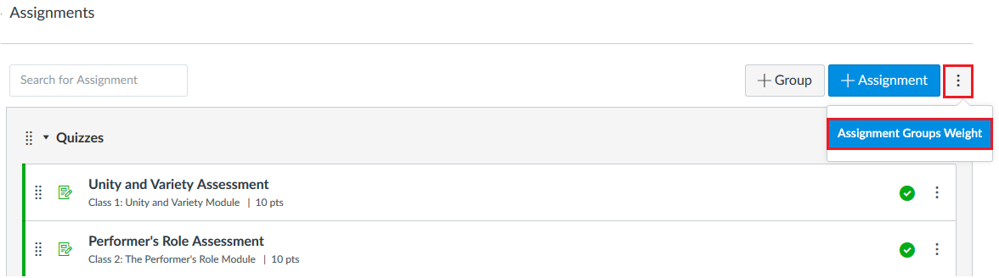 Assignments
Search for Assignment
+ Group
+ Assignment
Assignment Groups Weight
Quizzes
Unity and Variety Assessment
Class 1: Unity and Variety Module | 10 pts
Performer's Role Assessment
Class 2: The Performer's Role Module | 10 pts